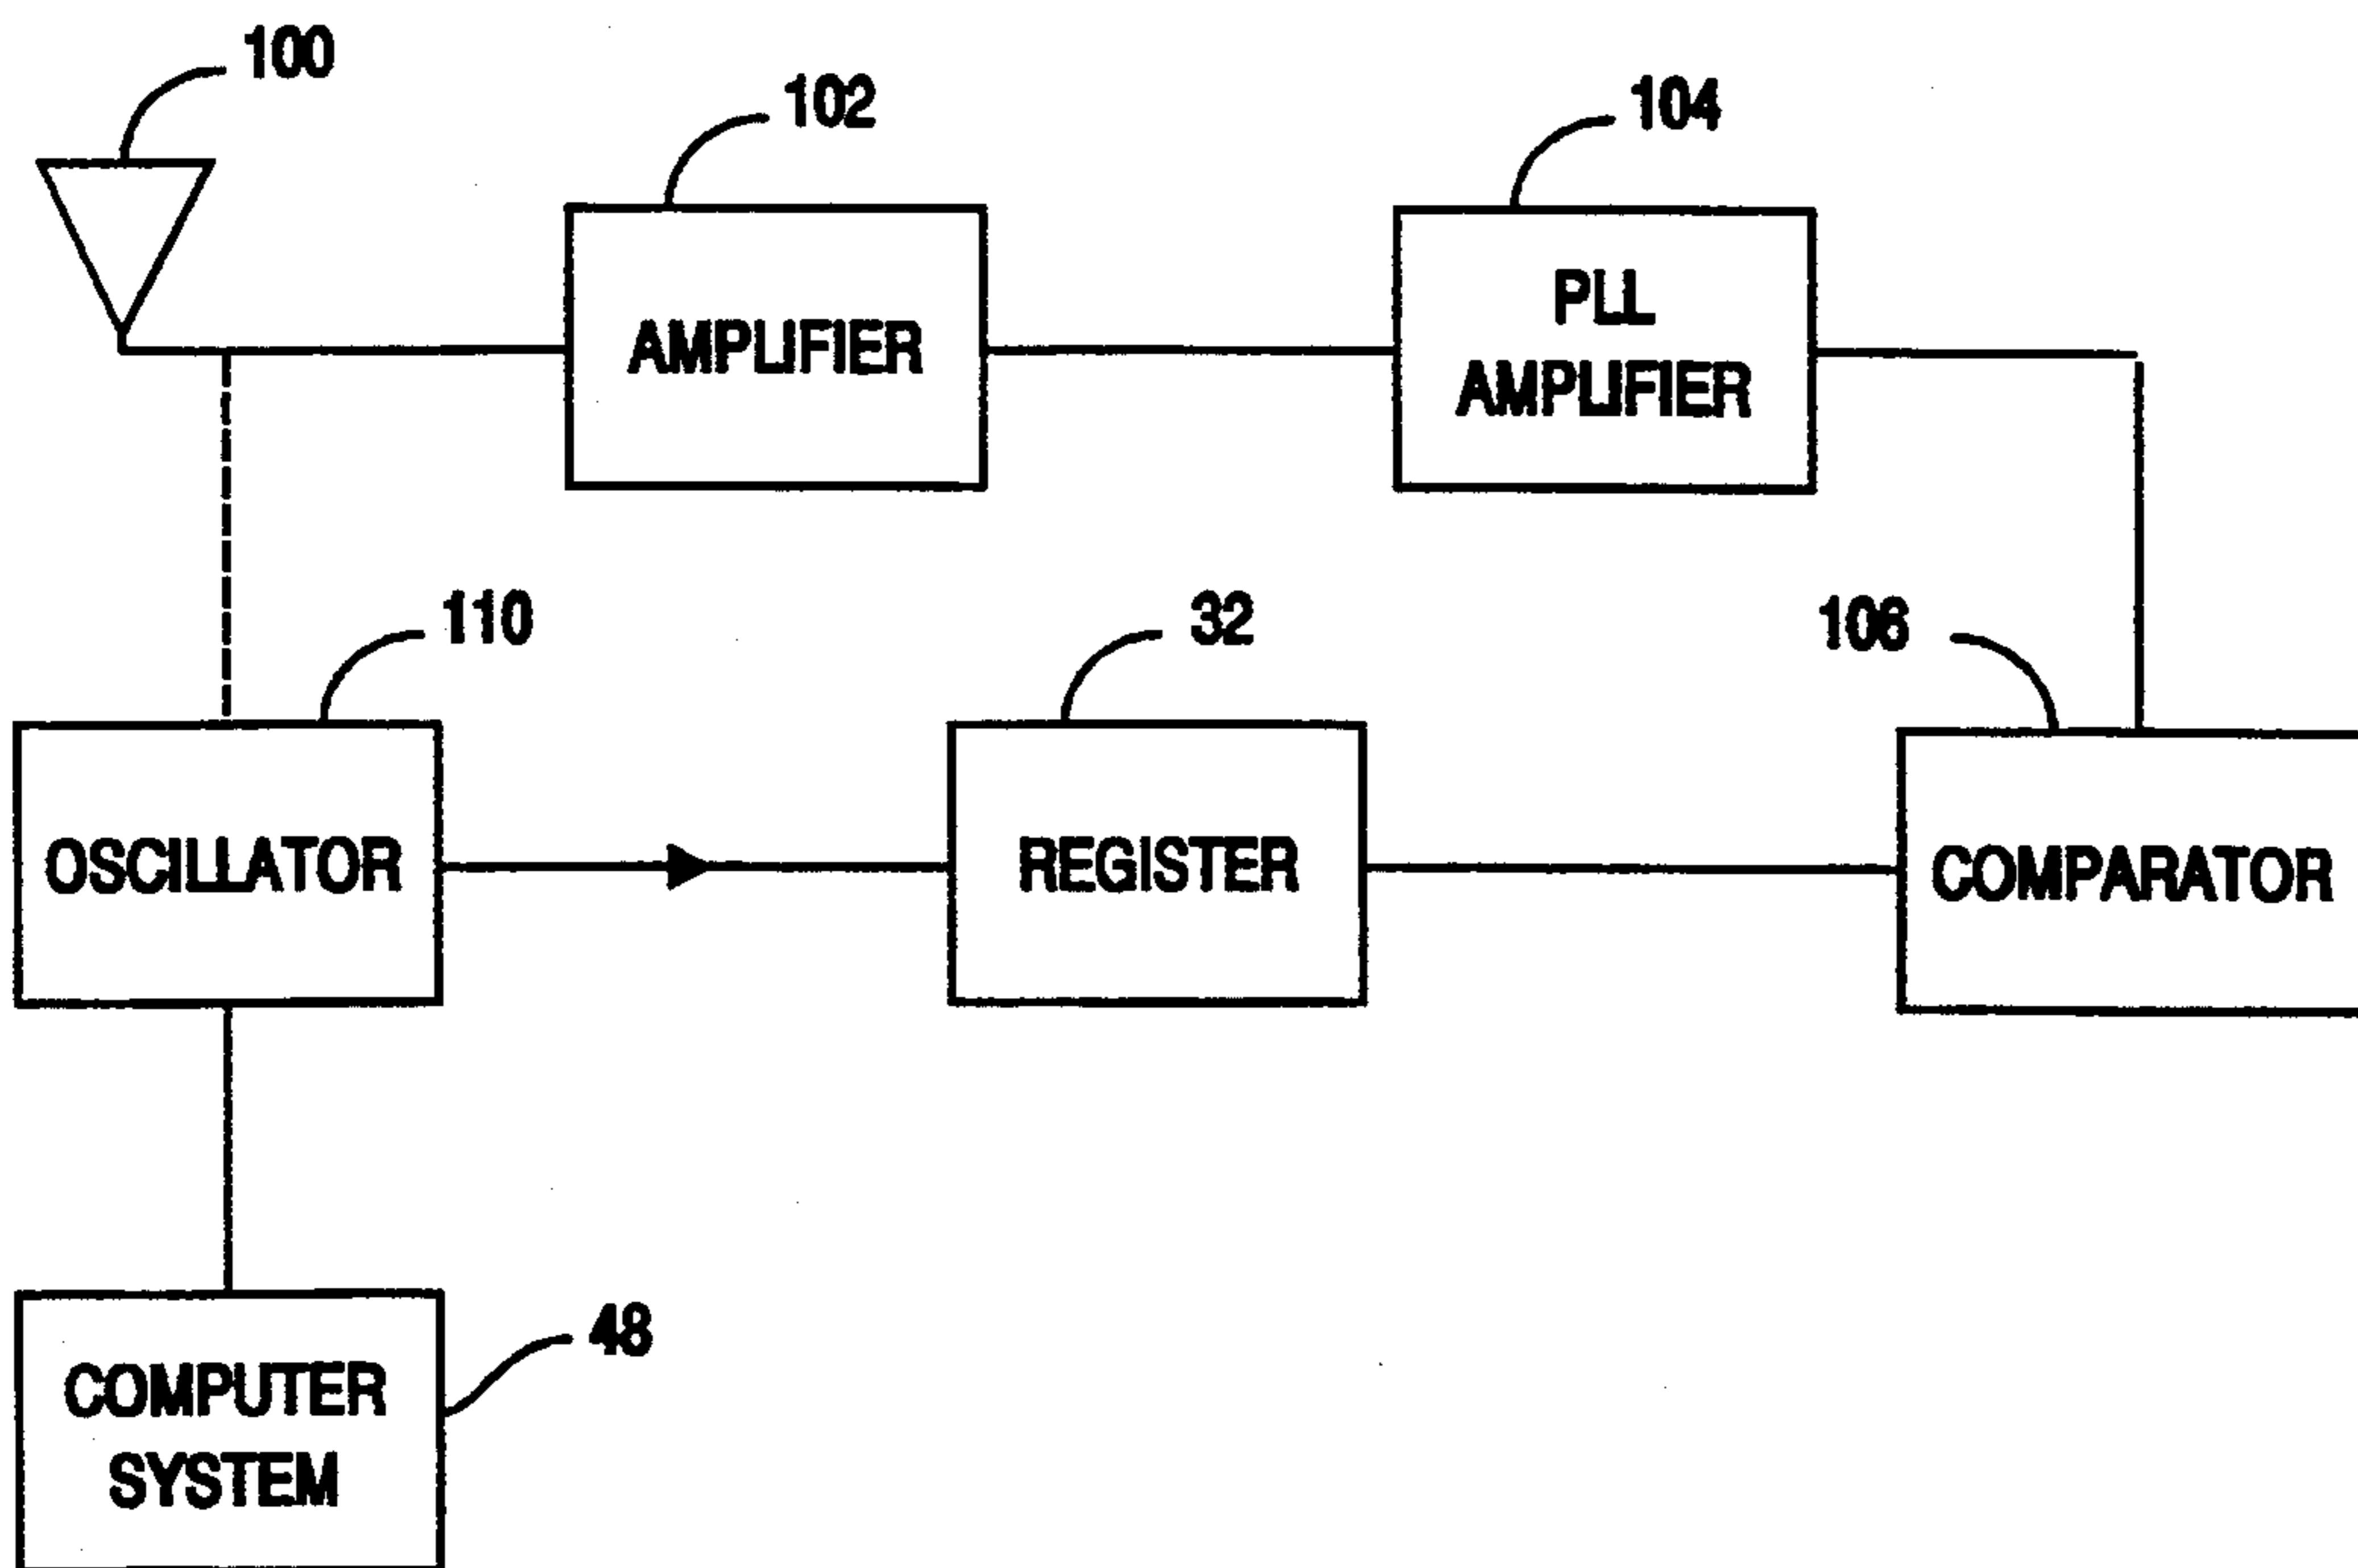 100
102
104
AMPLIFIER
PLL
AMPLIFIER
110
32
106
OSCILLATOR
REGISTER
COMPARATOR
48
COMPUTER
SYSTEM